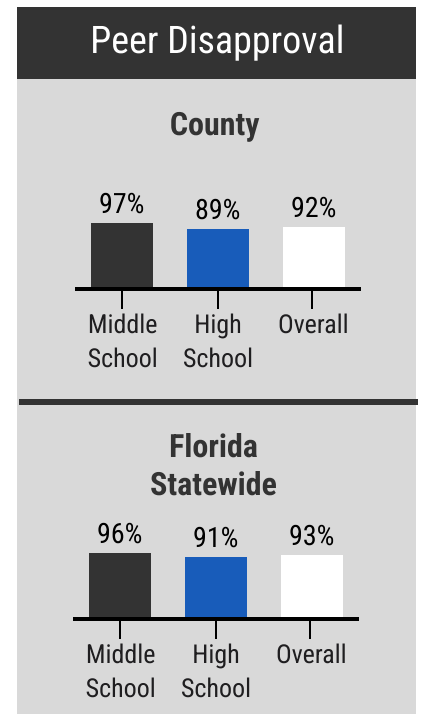 Peer Disapproval
County
97% 89% 92%
Middle School High School Overall
Florida
Statewide
96% 91% 93%
Middle School High School Overall